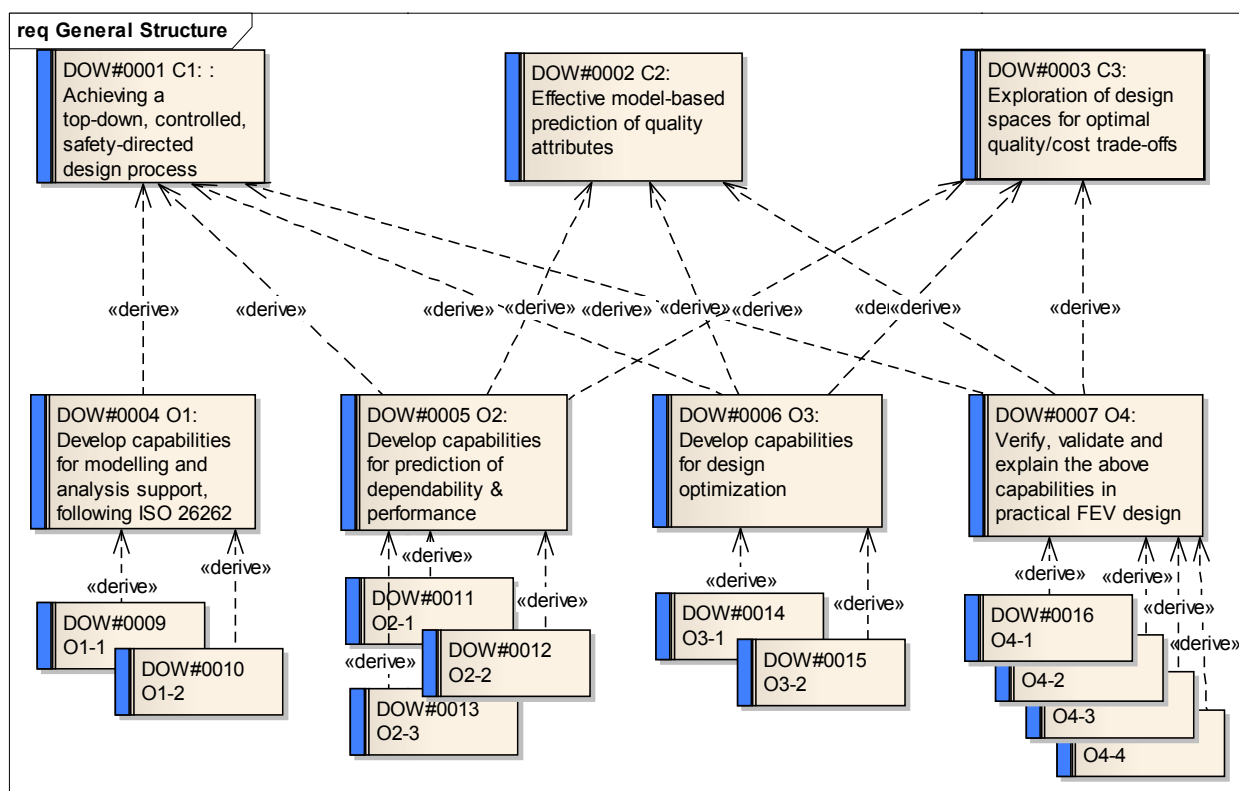 req General Structure
DOW#0001 C1: :
Achieving a
top-down, controlled,
safety-directed
design process
DOW#0002 C2:
Effective model-based
prediction of quality
attributes
DOW#0003 C3:
Exploration of design
spaces for optimal
quality/cost trade-offs
«derive»
«derive»
«derive»
«derive»
«derive»
«derive»
«derive»
«derive»
«derive»
«derive»
DOW#0004 O1:
Develop capabilities
for modelling and
analysis support,
following ISO 26262
DOW#0005 O2:
Develop capabilities
for prediction of
dependability &
performance
DOW#0006 O3:
Develop capabilities
for design
optimization
DOW#0007 O4:
Verify, validate and
explain the above
capabilities in
practical FEV design
«derive»
«derive»
«derive»
«derive»
«derive»
«derive»
«derive»
«derive»
«derive»
«derive»
«derive»
DOW#0009
O1-1
DOW#0010
O1-2
DOW#0011
O2-1
DOW#0012
O2-2
DOW#0013
O2-3
DOW#0014
O3-1
DOW#0015
O3-2
DOW#0016
O4-1
O4-2
O4-3
O4-4